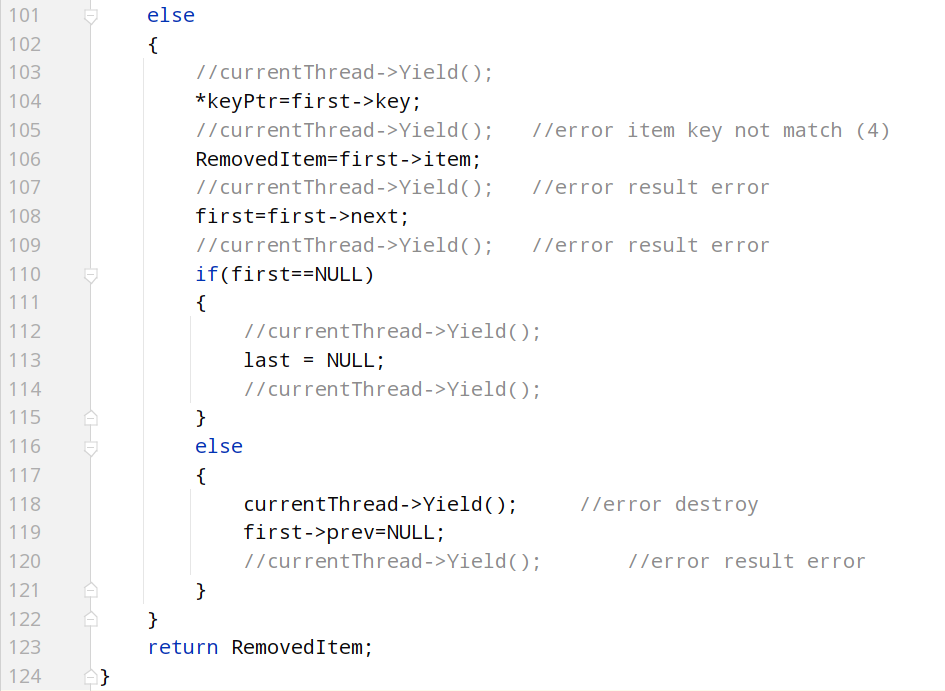 101 else
102 {
103 //currentThread->Yield();
104 *keyPtr=first->key;
105 //currentThread->Yield(); //error item key not match (4)
106 RemovedItem=first->item;
107 //currentThread->Yield(); //error result error
108 first=first->next;
109 //currentThread->Yield(); //error result error
110 if(first==NULL)
111 {
112 //currentThread->Yield();
113 last = NULL;
114 //currentThread->Yield();
115 }
116 else
117 {
118 currentThread->Yield(); //error destroy
119 first->prev=NULL;
120 //currentThread->Yield(); //error result error
121 }
122 }
123 return RemovedItem;
124 }